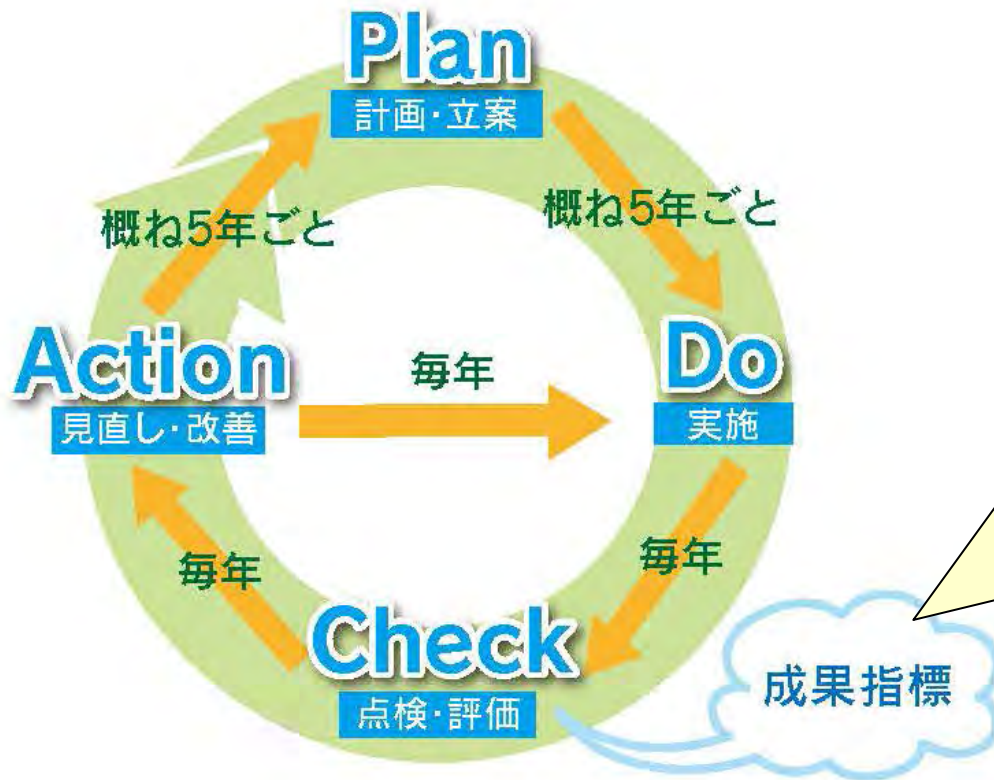 Plan
計画・立案
概ね5年ごと
概ね5年ごと
Action
見直し・改善
毎年
Do
実施
毎年
毎年
Check
点検・評価
成果指標